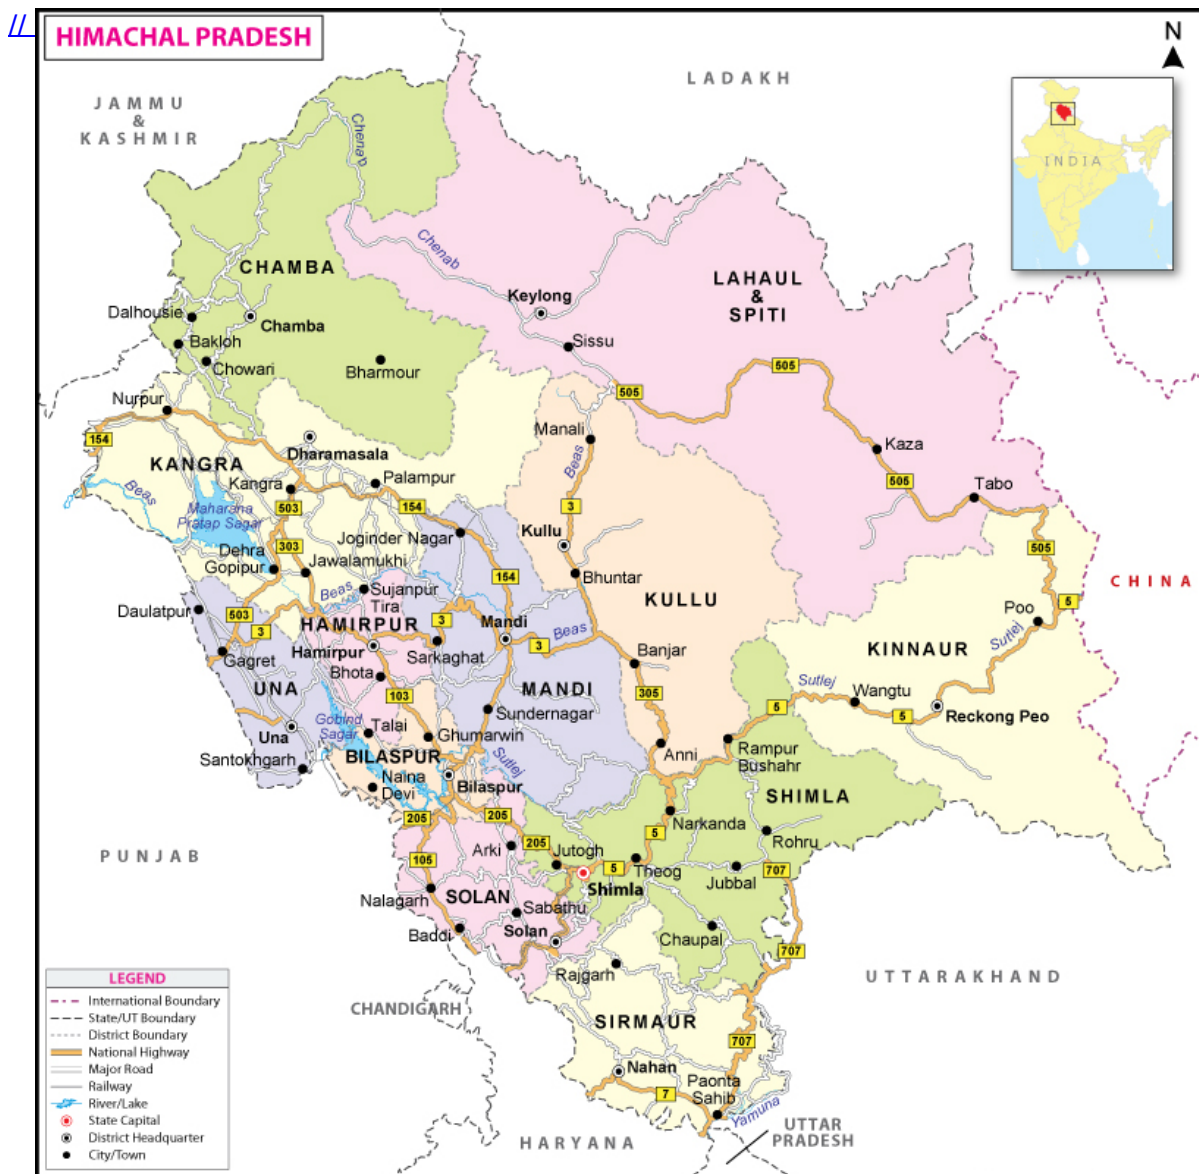 //
HIMACHAL PRADESH
N
LADAKH
JAMMU
&
KASHMIR
INDIA
Chenab
CHAMBA
Chenab
LAHAUL
&
SPITI
Keylong
Dalhousie
Chamba
Bakloh
Sissu
Chowari
Bharmour
505
505
Nurpur
154
Manali
Kaza
Dharamasala
KANGRA
Beas
Palampur
Kangra
505
Tabo
Beas
Maharana
Pratap Sagar
503
154
3
Joginder Nagar
Kullu
303
505
Dehra
Gopipur
Jawalamukhi
154
Bhuntar
CHINA
Beas
Sujanpur
Tira
KULLU
5
Daulatpur
503
Poo
HAMIRPUR
3
3
Mandi
Beas
3
Sutlej
Hamirpur
Sarkaghat
KINNAUR
Gagret
Banjar
Bhota
UNA
103
MANDI
305
Sutlej
Wangtu
5
5
Reckong Peo
Sundernagar
Gobind
Sagar
Talai
Una
Ghumarwin
Anni
Rampur
Bushahr
Santokhgarh
BILASPUR
Sutlej
Naina
Devi
Bilaspur
SHIMLA
205
205
Narkanda
5
Rohru
PUNJAB
105
Arki
205
Jutogh
5
Theog
Jubbal
707
Shimla
Nalagarh
SOLAN
Sabathu
Baddi
Solan
Chaupal
707
Rajgarh
UTTARAKHAND
CHANDIGARH
SIRMAUR
707
Nahan
7
Paonta
Sahib
Yamuna
UTTAR
PRADESH
HARYANA
LEGEND
International Boundary
State/UT Boundary
District Boundary
National Highway
Major Road
Railway
River/Lake
State Capital
District Headquarter
City/Town